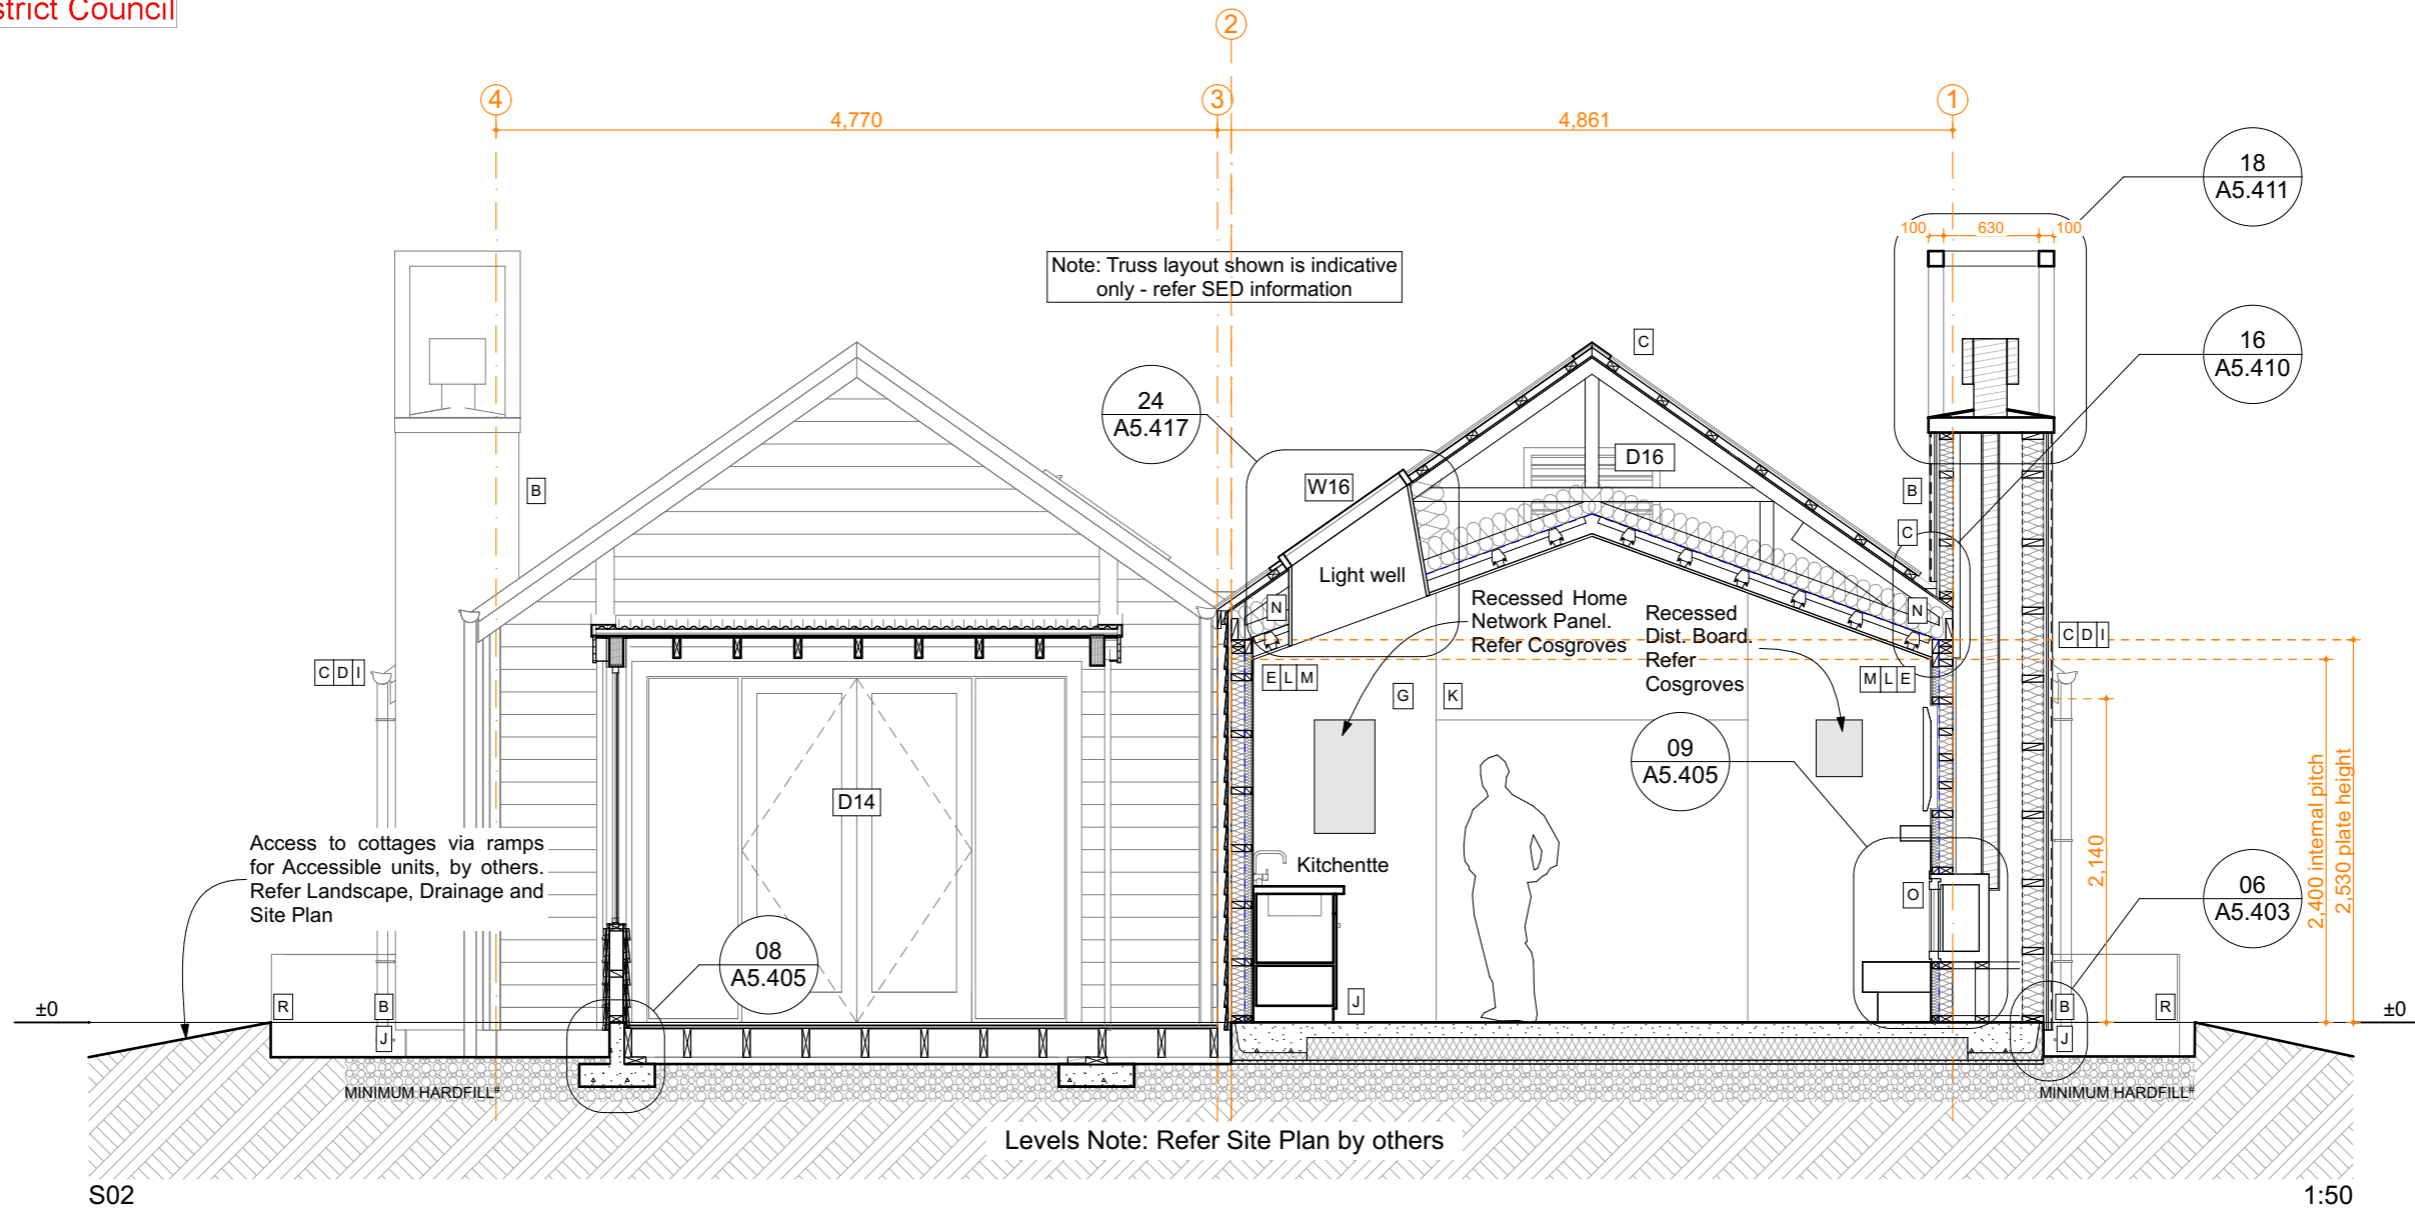 strict Council
2
4
3
1
4,770
4,861
18
A5.411
100
630
100
Note: Truss layout shown is indicative
only - refer SED information
16
A5.410
C
24
A5.417
D16
W16
B
B
C
Light well
N
N
Recessed Home
Network Panel.
Refer Cosgroves
Recessed
Dist. Board.
Refer
Cosgroves
C D I
C D I
E L M
M L E
G
K
09
A5.405
D14
2,140
2,400 internal pitch
2,530 plate height
Access to cottages via ramps
for Accessible units, by others.
Refer Landscape, Drainage and
Site Plan
Kitchentte
O
06
A5.403
08
A5.405
±0
R
B
J
J
B
R
J
±0
MINIMUM HARDFILL#
MINIMUM HARDFILL#
Levels Note: Refer Site Plan by others
S02
1:50